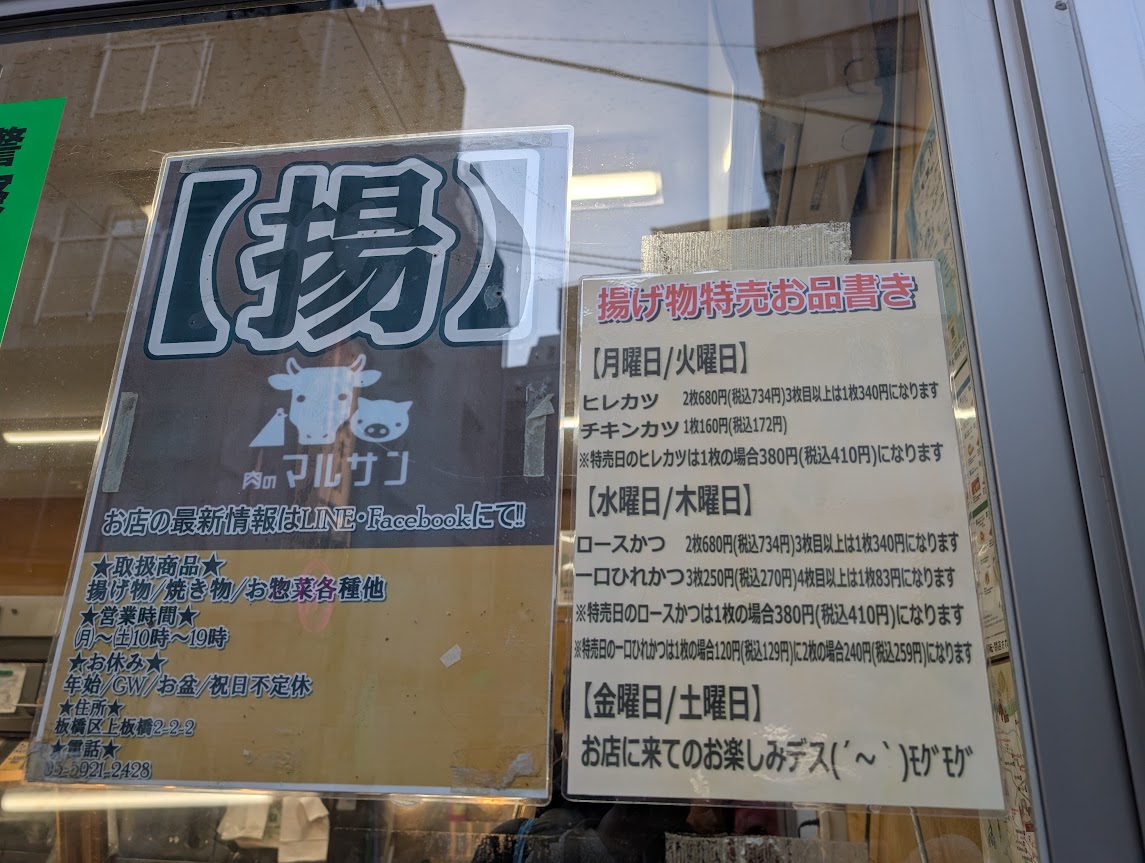 警
【揚】
肉のマルサン
お店の最新情報はLINE・Facebookにて!!
★取扱商品★
揚げ物/焼き物/お惣菜各種他
★営業時間★
(月)～(土)10時～19時
★お休み★
年始/GW/お盆/祝日不定休
★住所★
板橋区上板橋2-2-2
★電話★
03-5921-2428
揚げ物特売お品書き
【月曜日/火曜日】
ヒレカツ 2枚680円(税込734円)3枚目以上は1枚340円になります
チキンカツ 1枚160円(税込172円)
※特売日のヒレカツは1枚の場合380円(税込410円)になります
【水曜日/木曜日】
ロースかつ 2枚680円(税込734円)3枚目以上は1枚340円になります
一口ひれかつ 3枚250円(税込270円)4枚目以上は1枚83円になります
※特売日のロースかつは1枚の場合380円(税込410円)になります
※特売日の一口ひれかつは1枚の場合120円(税込129円)に2枚の場合240円(税込259円)になります
【金曜日/土曜日】
お店に来てのお楽しみデス(´～｀)ﾓｸﾞﾓｸﾞ